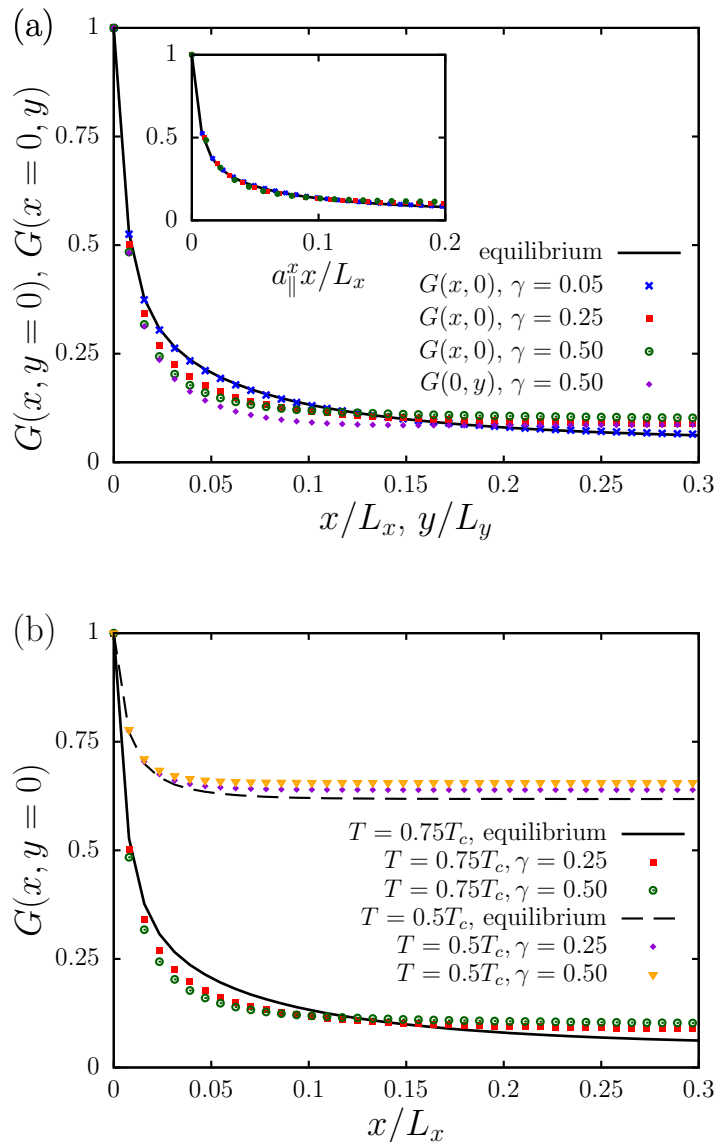 (a)
G(x, y = 0), G(x = 0, y)
1
0.75
0.5
0.25
0
0 0.05 0.1 0.15 0.2 0.25 0.3
x/L_x, y/L_y
1
0.5
0
0 0.1 0.2
a_∥^x x/L_x
equilibrium
G(x, 0), γ = 0.05
G(x, 0), γ = 0.25
G(x, 0), γ = 0.50
G(0, y), γ = 0.50
(b)
G(x, y = 0)
1
0.75
0.5
0.25
0
0 0.05 0.1 0.15 0.2 0.25 0.3
x/L_x
T = 0.75T_c, equilibrium
T = 0.75T_c, γ = 0.25
T = 0.75T_c, γ = 0.50
T = 0.5T_c, equilibrium
T = 0.5T_c, γ = 0.25
T = 0.5T_c, γ = 0.50